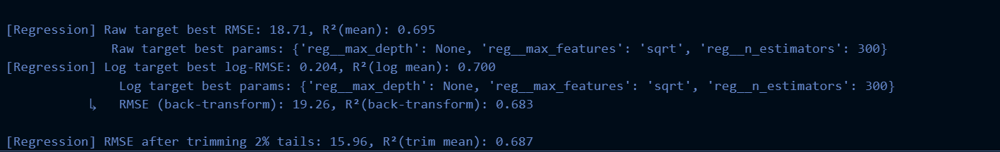 [Regression] Raw target best RMSE: 18.71, R²(mean): 0.695
Raw target best params: {'reg__max_depth': None, 'reg__max_features': 'sqrt', 'reg__n_estimators': 300}
[Regression] Log target best log-RMSE: 0.204, R²(log mean): 0.700
Log target best params: {'reg__max_depth': None, 'reg__max_features': 'sqrt', 'reg__n_estimators': 300}
↳ RMSE (back-transform): 19.26, R²(back-transform): 0.683
[Regression] RMSE after trimming 2% tails: 15.96, R²(trim mean): 0.687